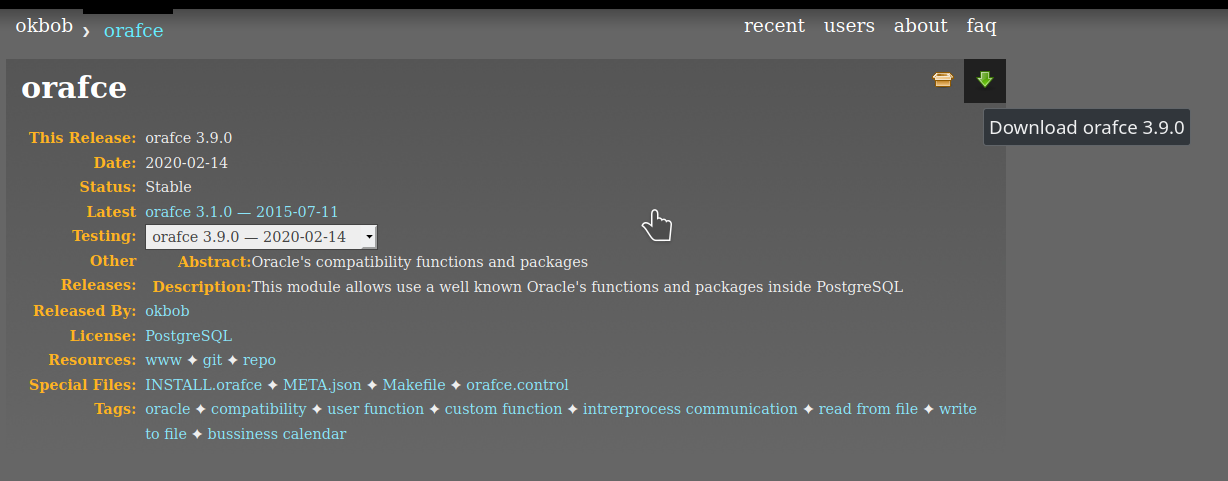 okbob › orafce recent users about faq
orafce
Download orafce 3.9.0
This Release: orafce 3.9.0
Date: 2020-02-14
Status: Stable
Latest orafce 3.1.0 — 2015-07-11
Testing: orafce 3.9.0 — 2020-02-14
Other Abstract:Oracle's compatibility functions and packages
Releases: Description:This module allows use a well known Oracle's functions and packages inside PostgreSQL
Released By: okbob
License: PostgreSQL
Resources: www ✦ git ✦ repo
Special Files: INSTALL.orafce ✦ META.json ✦ Makefile ✦ orafce.control
Tags: oracle ✦ compatibility ✦ user function ✦ custom function ✦ intrerprocess communication ✦ read from file ✦ write
to file ✦ bussiness calendar